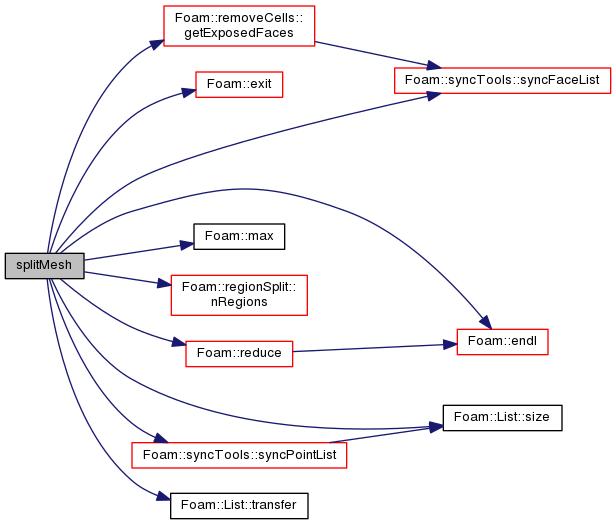 Foam::removeCells::
getExposedFaces
Foam::syncTools::syncFaceList
Foam::exit
Foam::max
splitMesh
Foam::regionSplit::
nRegions
Foam::reduce
Foam::endl
Foam::List::size
Foam::syncTools::syncPointList
Foam::List::transfer